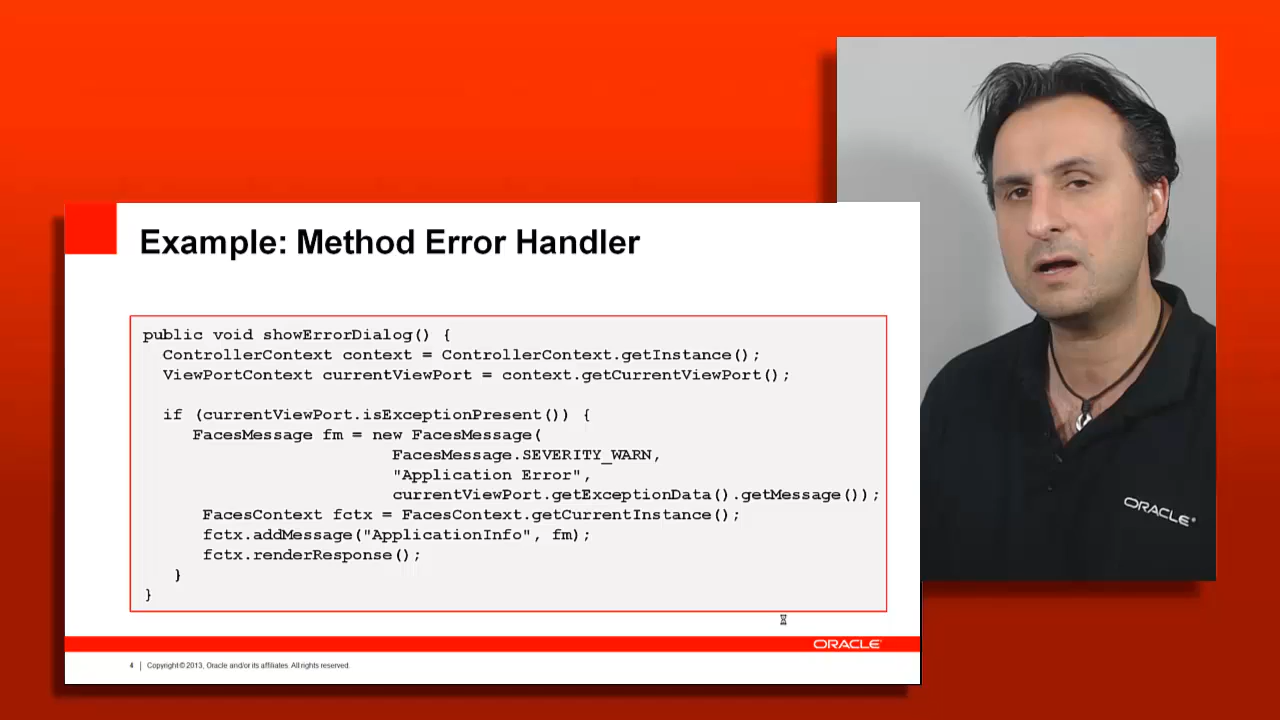 Example: Method Error Handler
public void showErrorDialog() {
ControllerContext context = ControllerContext.getInstance();
ViewPortContext currentViewPort = context.getCurrentViewPort();
if (currentViewPort.isExceptionPresent()) {
FacesMessage fm = new FacesMessage(
FacesMessage.SEVERITY_WARN,
"Application Error",
currentViewPort.getExceptionData().getMessage());
FacesContext fctx = FacesContext.getCurrentInstance();
fctx.addMessage("ApplicationInfo", fm);
fctx.renderResponse();
}
}
ORACLE
4 | Copyright © 2013, Oracle and/or its affiliates. All rights reserved.
ORACLE®